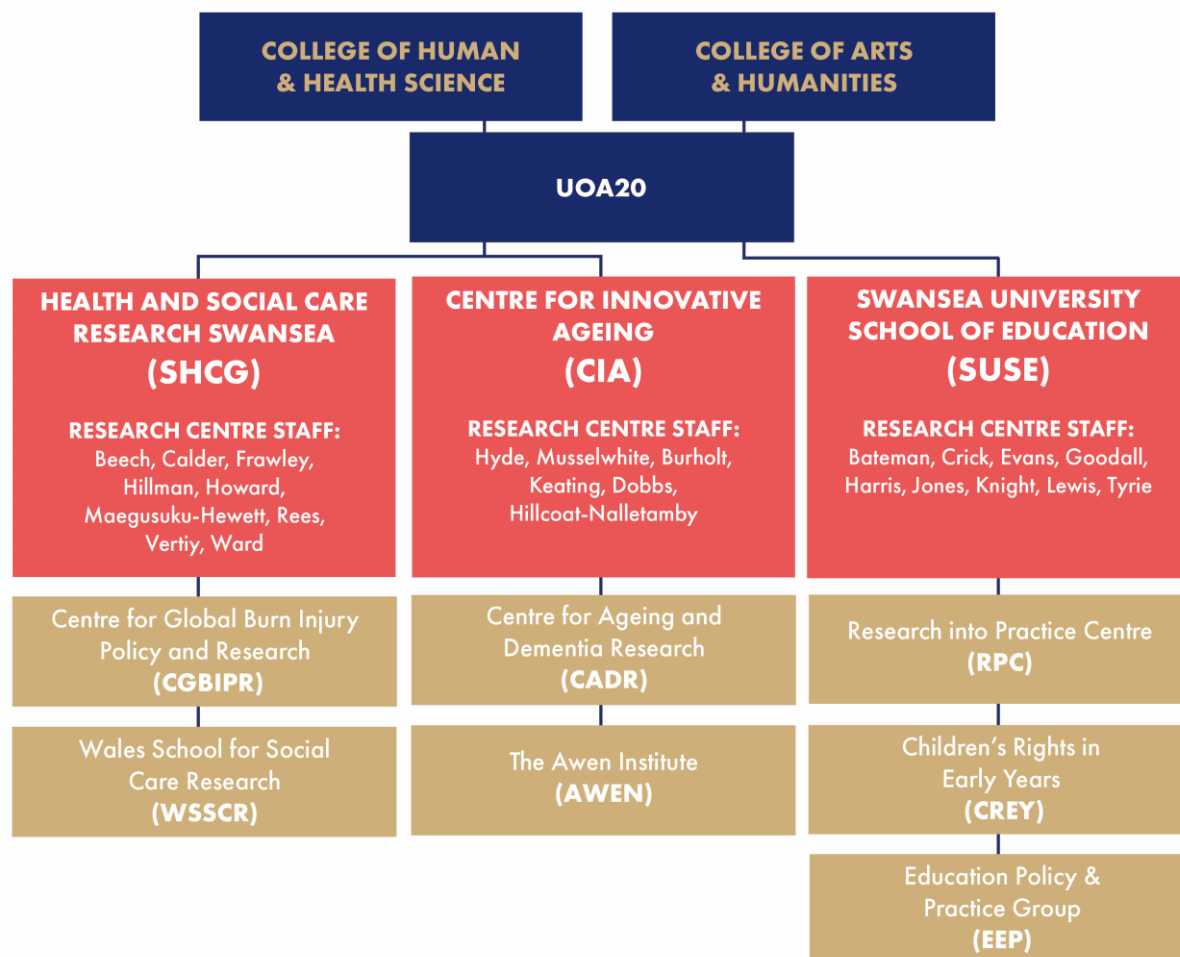 COLLEGE OF HUMAN
& HEALTH SCIENCE
COLLEGE OF ARTS
& HUMANITIES
UOA20
HEALTH AND SOCIAL CARE
RESEARCH SWANSEA
(SHCG)
RESEARCH CENTRE STAFF:
Beech, Calder, Frawley,
Hillman, Howard,
Maegusuku-Hewett, Rees,
Vertiy, Ward
CENTRE FOR INNOVATIVE
AGEING
(CIA)
RESEARCH CENTRE STAFF:
Hyde, Musselwhite, Burholt,
Keating, Dobbs,
Hillcoat-Nalletamby
SWANSEA UNIVERSITY
SCHOOL OF EDUCATION
(SUSE)
RESEARCH CENTRE STAFF:
Bateman, Crick, Evans, Goodall,
Harris, Jones, Knight, Lewis, Tyrie
Centre for Global Burn Injury
Policy and Research
(CGBIPR)
Wales School for Social
Care Research
(WSSCR)
Centre for Ageing and
Dementia Research
(CADR)
The Awen Institute
(AWEN)
Research into Practice Centre
(RPC)
Children's Rights in
Early Years
(CREY)
Education Policy &
Practice Group
(EEP)